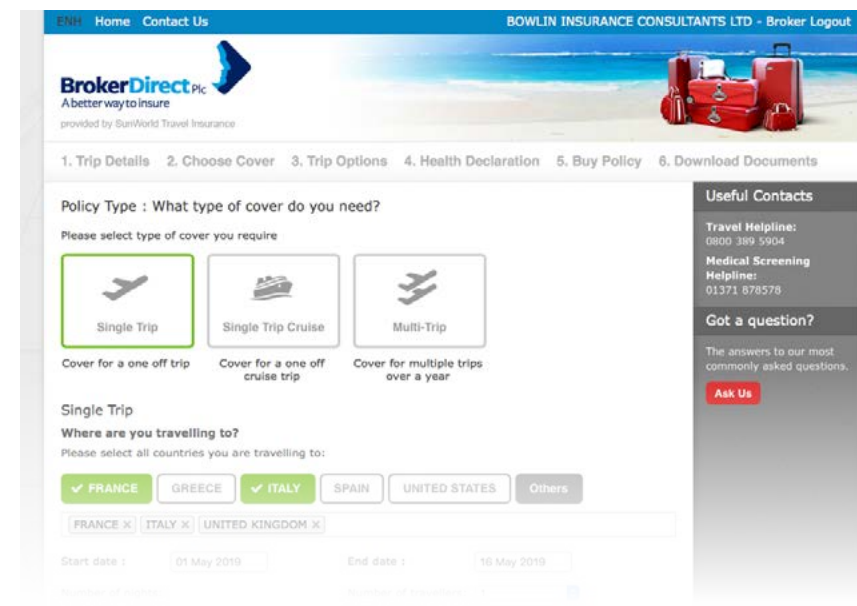 ENH Home Contact Us BOWLIN INSURANCE CONSULTANTS LTD - Broker Logout
BrokerDirect Plc
A better way to insure
provided by SunWorld Travel Insurance
1. Trip Details 2. Choose Cover 3. Trip Options 4. Health Declaration 5. Buy Policy 6. Download Documents
Policy Type : What type of cover do you need?
Please select type of cover you require
Single Trip
Cover for a one off trip
Single Trip Cruise
Cover for a one off
cruise trip
Multi-Trip
Cover for multiple trips
over a year
Single Trip
Where are you travelling to?
Please select all countries you are travelling to:
✓ FRANCE GREECE ✓ ITALY SPAIN UNITED STATES Others
FRANCE × ITALY × UNITED KINGDOM ×
Start date : 01 May 2019 End date : 16 May 2019
Number of travellers: 1
Useful Contacts
Travel Helpline:
0800 389 5904
Medical Screening
Helpline:
01371 878578
Got a question?
The answers to our most
commonly asked questions.
Ask Us